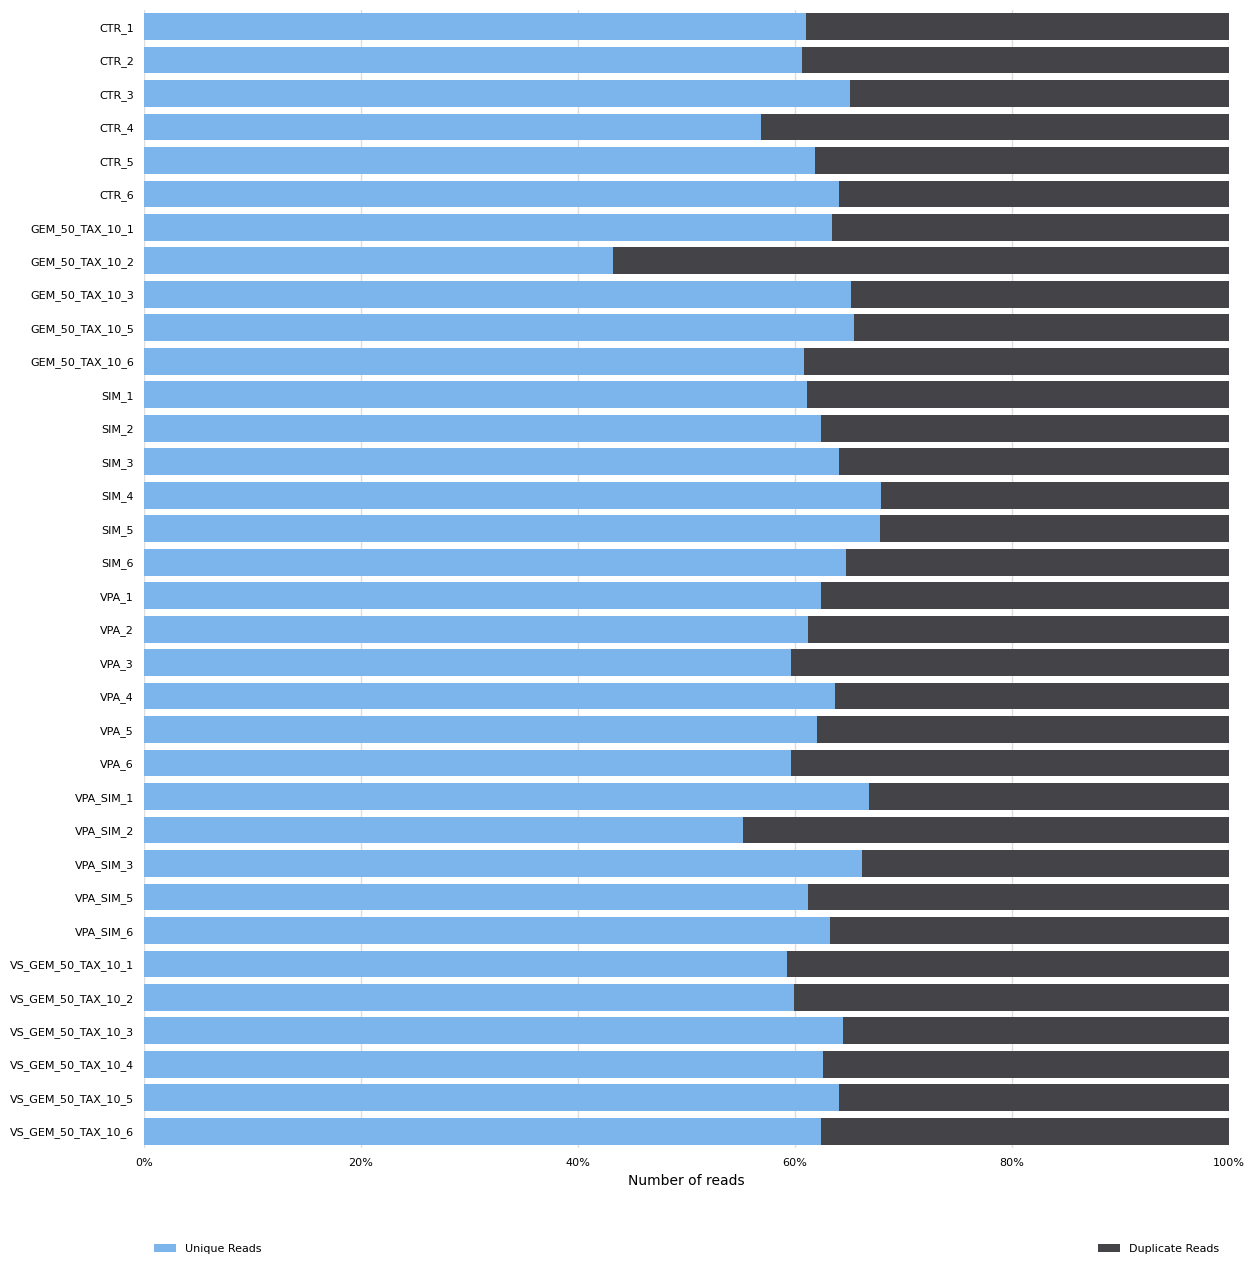 CTR_1
CTR_2
CTR_3
CTR_4
CTR_5
CTR_6
GEM_50_TAX_10_1
GEM_50_TAX_10_2
GEM_50_TAX_10_3
GEM_50_TAX_10_5
GEM_50_TAX_10_6
SIM_1
SIM_2
SIM_3
SIM_4
SIM_5
SIM_6
VPA_1
VPA_2
VPA_3
VPA_4
VPA_5
VPA_6
VPA_SIM_1
VPA_SIM_2
VPA_SIM_3
VPA_SIM_5
VPA_SIM_6
VS_GEM_50_TAX_10_1
VS_GEM_50_TAX_10_2
VS_GEM_50_TAX_10_3
VS_GEM_50_TAX_10_4
VS_GEM_50_TAX_10_5
VS_GEM_50_TAX_10_6
0% 20% 40% 60% 80% 100%
Number of reads
Unique Reads Duplicate Reads